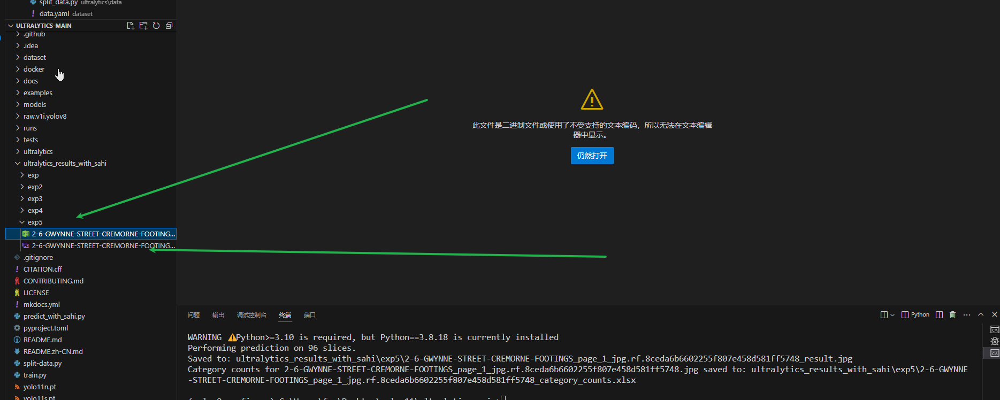 split_data.py ultralytics\data
data.yaml dataset
ULTRALYTICS-MAIN
.github
.idea
dataset
docker
docs
examples
models
raw.v1i.yolov8
runs
tests
ultralytics
ultralytics_results_with_sahi
exp
exp2
exp3
exp4
exp5
2-6-GWYNNE-STREET-CREMORNE-FOOTING...
2-6-GWYNNE-STREET-CREMORNE-FOOTING...
.gitignore
CITATION.cff
CONTRIBUTING.md
LICENSE
mkdocs.yml
predict_with_sahi.py
pyproject.toml
README.md
README.zh-CN.md
split-data.py
train.py
yolo11n.pt
yolo11s.pt
此文件是二进制文件或使用了不受支持的文本编码，所以无法在文本编辑
器中显示。
仍然打开
问题 输出 调试控制台 终端 端口
Python
WARNING ⚠️Python>=3.10 is required, but Python==3.8.18 is currently installed
Performing prediction on 96 slices.
Saved to: ultralytics_results_with_sahi\exp5\2-6-GWYNNE-STREET-CREMORNE-FOOTINGS_page_1_jpg.rf.8ceda6b6602255f807e458d581ff5748_result.jpg
Category counts for 2-6-GWYNNE-STREET-CREMORNE-FOOTINGS_page_1_jpg.rf.8ceda6b6602255f807e458d581ff5748.jpg saved to: ultralytics_results_with_sahi\exp5\2-6-GWYNNE
-STREET-CREMORNE-FOOTINGS_page_1_jpg.rf.8ceda6b6602255f807e458d581ff5748_category_counts.xlsx